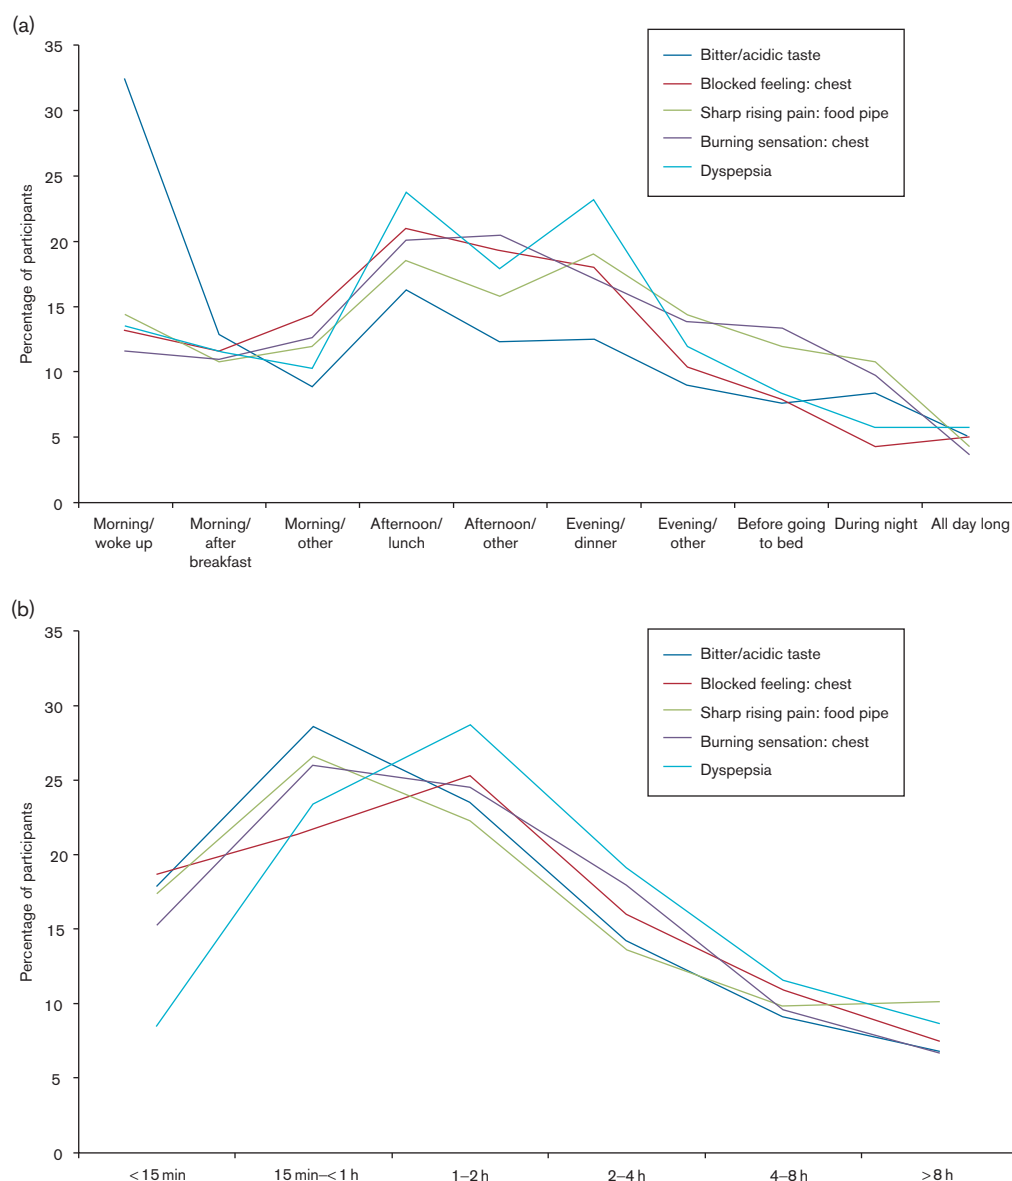 (a)
35
30
25
20
15
10
5
0
Percentage of participants
Bitter/acidic taste
Blocked feeling: chest
Sharp rising pain: food pipe
Burning sensation: chest
Dyspepsia
Morning/
woke up
Morning/
after
breakfast
Morning/
other
Afternoon/
lunch
Afternoon/
other
Evening/
dinner
Evening/
other
Before going
to bed
During night
All day long
(b)
35
30
25
20
15
10
5
0
Percentage of participants
Bitter/acidic taste
Blocked feeling: chest
Sharp rising pain: food pipe
Burning sensation: chest
Dyspepsia
<15 min
15 min–<1 h
1–2 h
2–4 h
4–8 h
>8 h